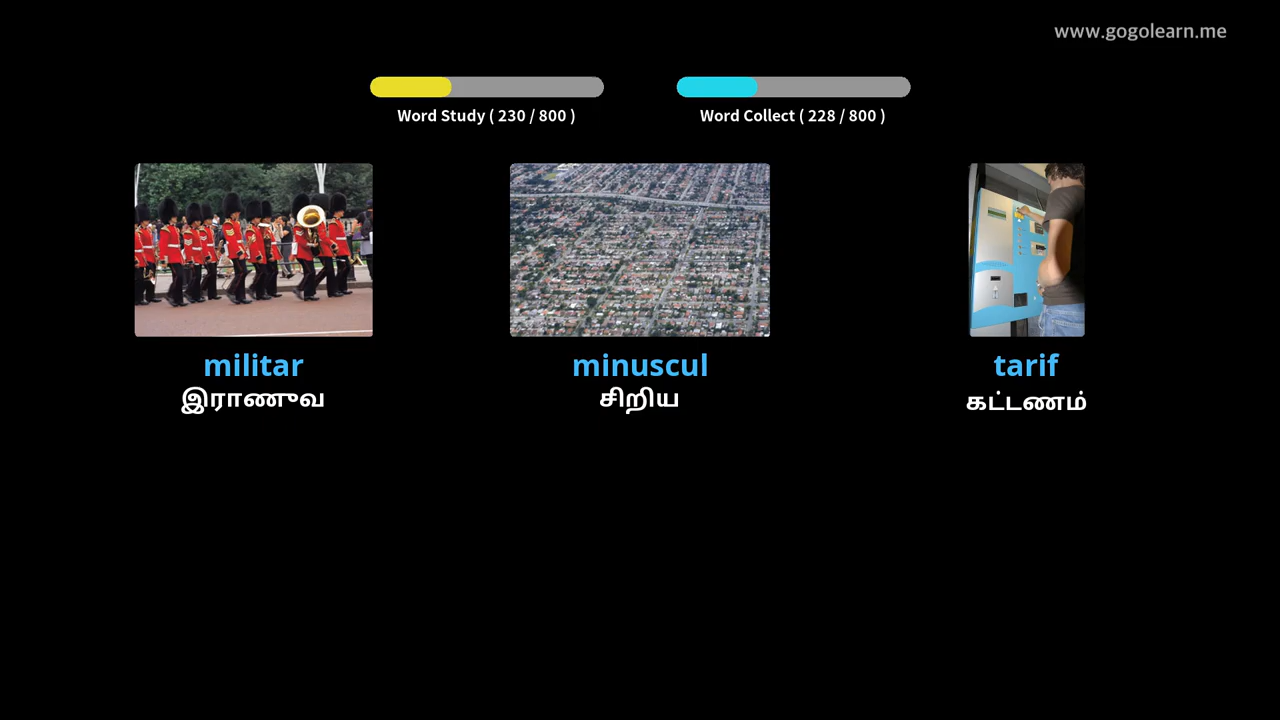 www.gogolearn.me
Word Study ( 230 / 800 )
Word Collect ( 228 / 800 )
militar
இராணுவ
minuscul
சிறிய
tarif
கட்டணம்